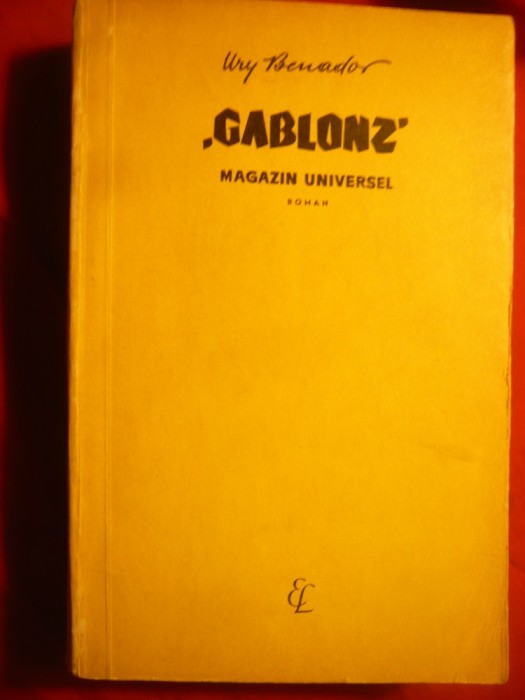 Ury Benador
‚GABLONZ’
MAGAZIN UNIVERSEL
ROMAN
EL